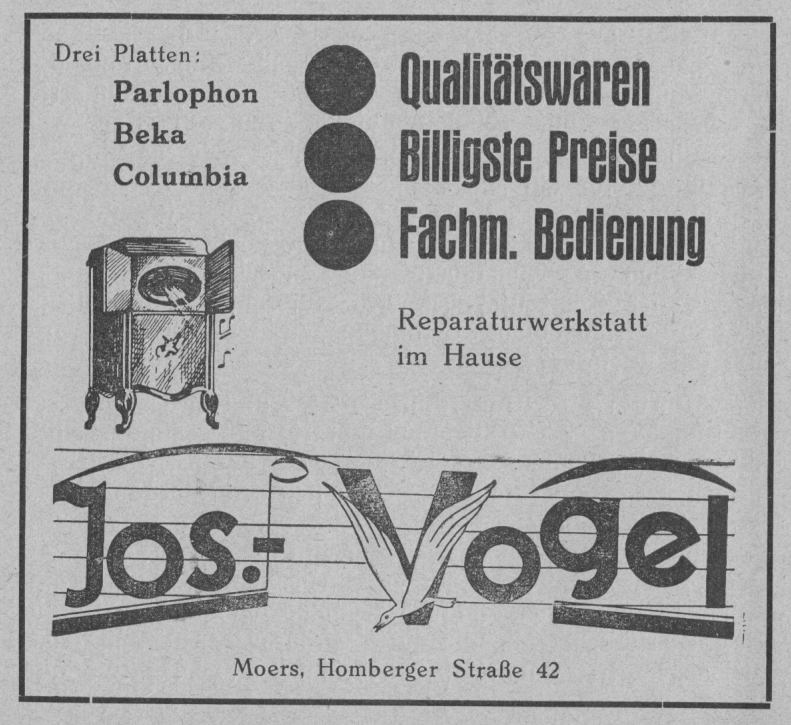 Drei Platten:
Parlophon
Beka
Columbia
Qualitätswaren
Billigste Preise
Fachm. Bedienung
Reparaturwerkstatt
im Hause
Jos. Vogel
Moers, Homberger Straße 42